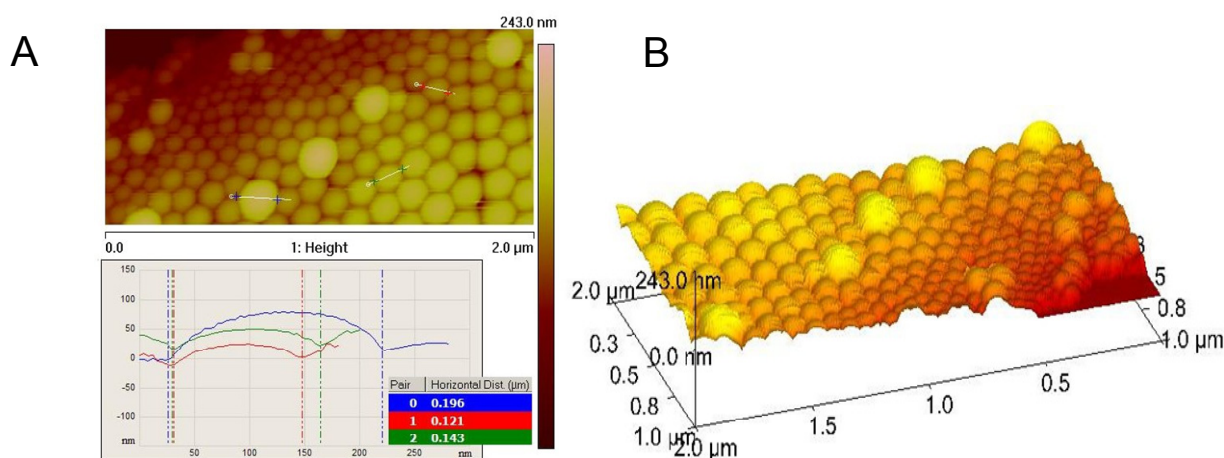 A
243.0 nm
0.0
1: Height
2.0 µm
150
100
50
0
-50
-100
nm
50
100
150
200
250
nm
Pair Horizontal Dist. (µm)
0 0.196
1 0.121
2 0.143
B
2.0 µm
243.0 nm
0.3
0.0 nm
0.5
0.8
1.0 µm
2.0 µm
1.5
1.0
0.5
1.0 µm
0.8
5
3